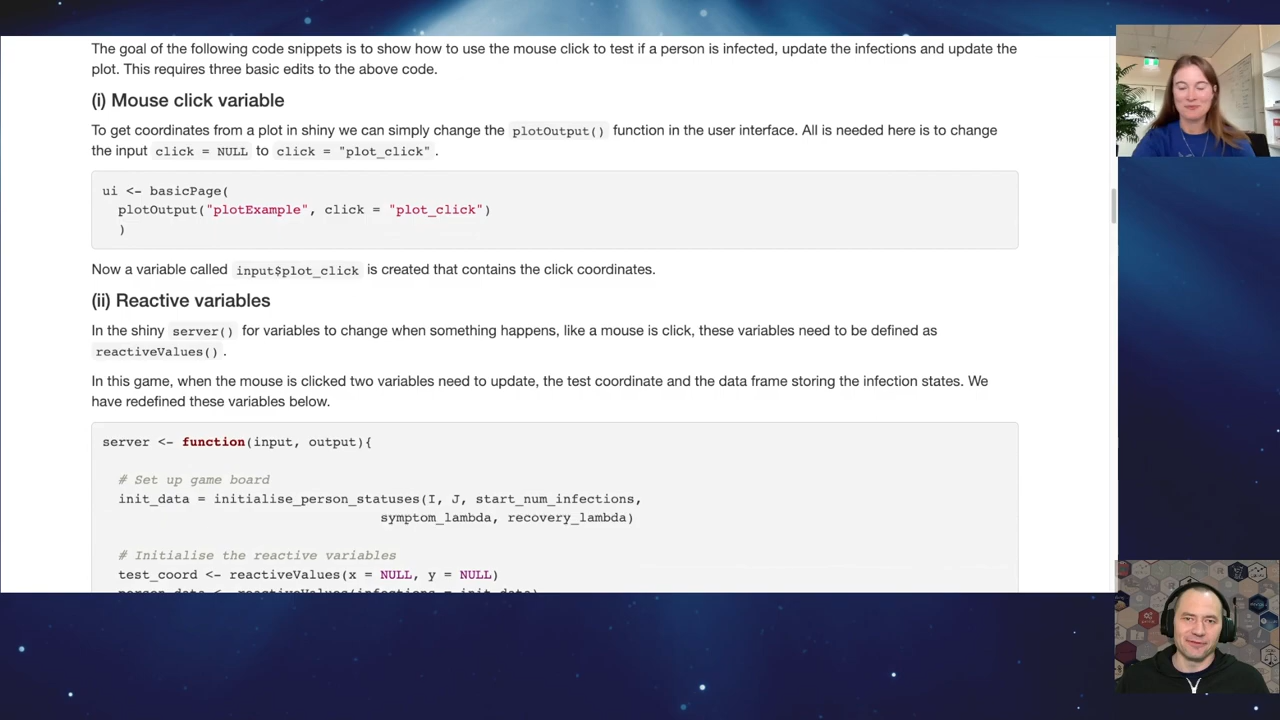 The goal of the following code snippets is to show how to use the mouse click to test if a person is infected, update the infections and update the
plot. This requires three basic edits to the above code.
(i) Mouse click variable
To get coordinates from a plot in shiny we can simply change the plotOutput() function in the user interface. All is needed here is to change
the input click = NULL to click = "plot_click".
ui <- basicPage(
plotOutput("plotExample", click = "plot_click")
)
Now a variable called input$plot_click is created that contains the click coordinates.
(ii) Reactive variables
In the shiny server() for variables to change when something happens, like a mouse is click, these variables need to be defined as
reactiveValues().
In this game, when the mouse is clicked two variables need to update, the test coordinate and the data frame storing the infection states. We
have redefined these variables below.
server <- function(input, output){
# Set up game board
init_data = initialise_person_statuses(I, J, start_num_infections,
symptom_lambda, recovery_lambda)
# Initialise the reactive variables
test_coord <- reactiveValues(x = NULL, y = NULL)
person_data <- reactiveValues(infections = init_data)